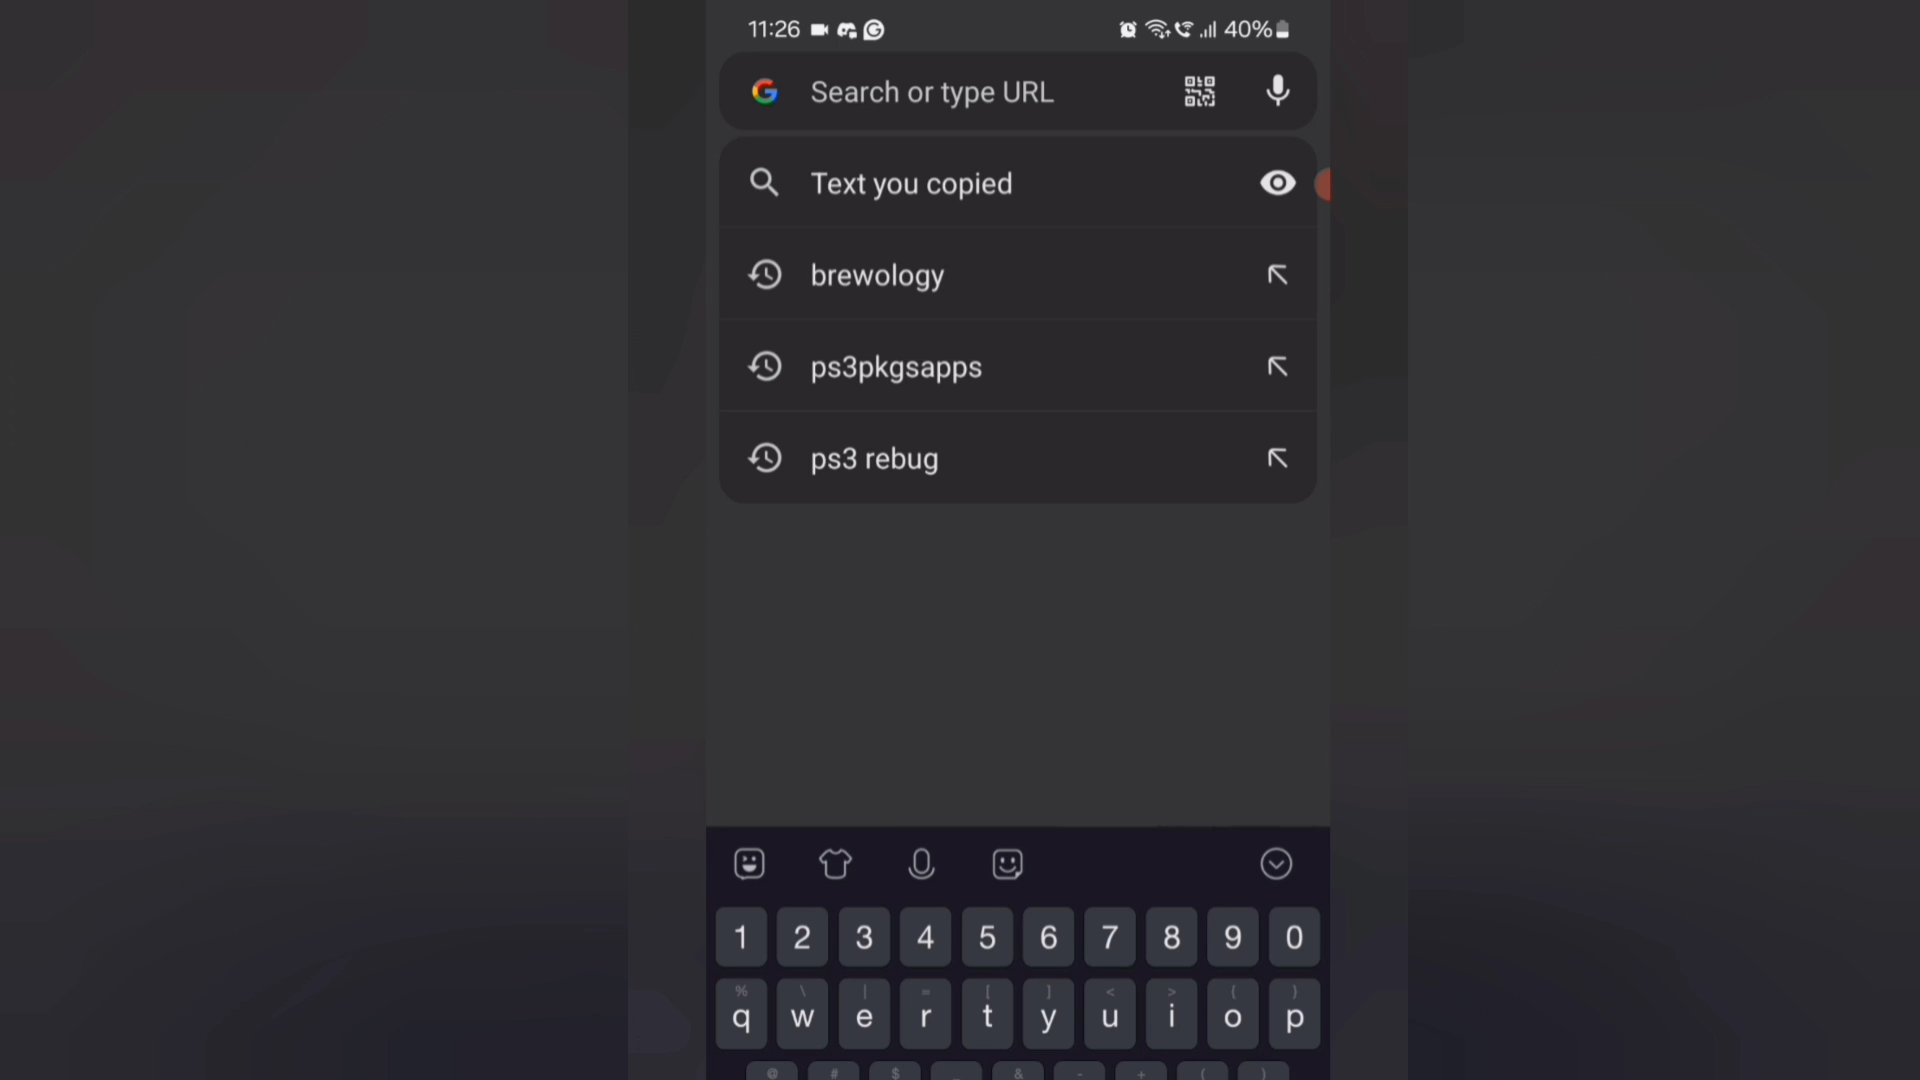 11:26 40%
Search or type URL
Text you copied
brewology
ps3pkgsapps
ps3 rebug
1 2 3 4 5 6 7 8 9 0
% \ | = [ ] < > { }
q w e r t y u i o p
@ # $ _ & - + ( )